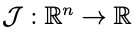 𝒥 : ℝⁿ → ℝ